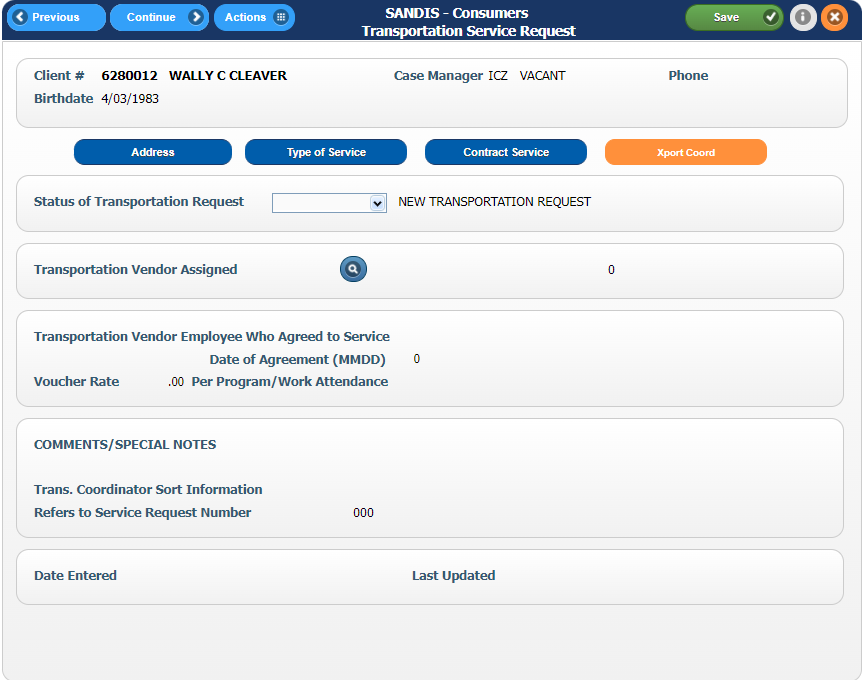 Previous Continue Actions SANDIS - Consumers Save
Transportation Service Request
Client # 6280012 WALLY C CLEAVER Case Manager ICZ VACANT Phone
Birthdate 4/03/1983
Address Type of Service Contract Service Xport Coord
Status of Transportation Request NEW TRANSPORTATION REQUEST
Transportation Vendor Assigned 0
Transportation Vendor Employee Who Agreed to Service
Date of Agreement (MMDD) 0
Voucher Rate .00 Per Program/Work Attendance
COMMENTS/SPECIAL NOTES
Trans. Coordinator Sort Information
Refers to Service Request Number 000
Date Entered Last Updated